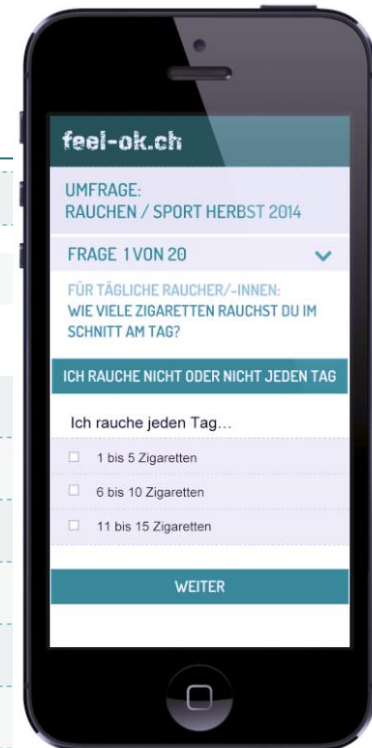 feel-ok.ch
UMFRAGE:
RAUCHEN / SPORT HERBST 2014
FRAGE 1 VON 20
FÜR TÄGLICHE RAUCHER/-INNEN:
WIE VIELE ZIGARETTEN RAUCHST DU IM
SCHNITT AM TAG?
ICH RAUCHE NICHT ODER NICHT JEDEN TAG
Ich rauche jeden Tag...
1 bis 5 Zigaretten
6 bis 10 Zigaretten
11 bis 15 Zigaretten
WEITER